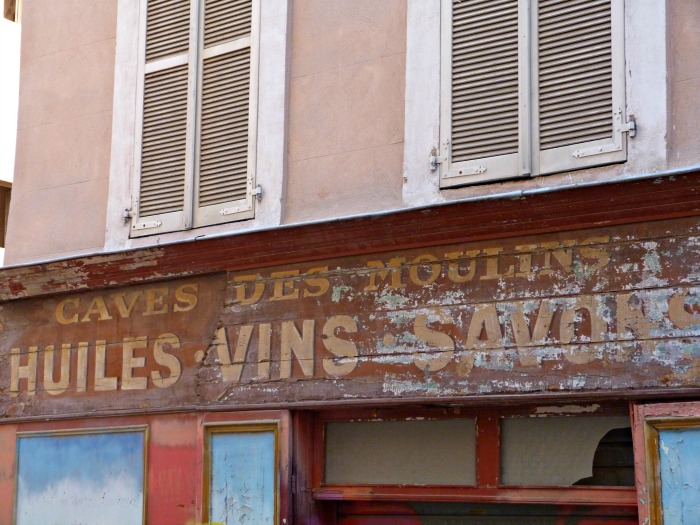 CAVES DES MOULINS
HUILES · VINS · SAVONS